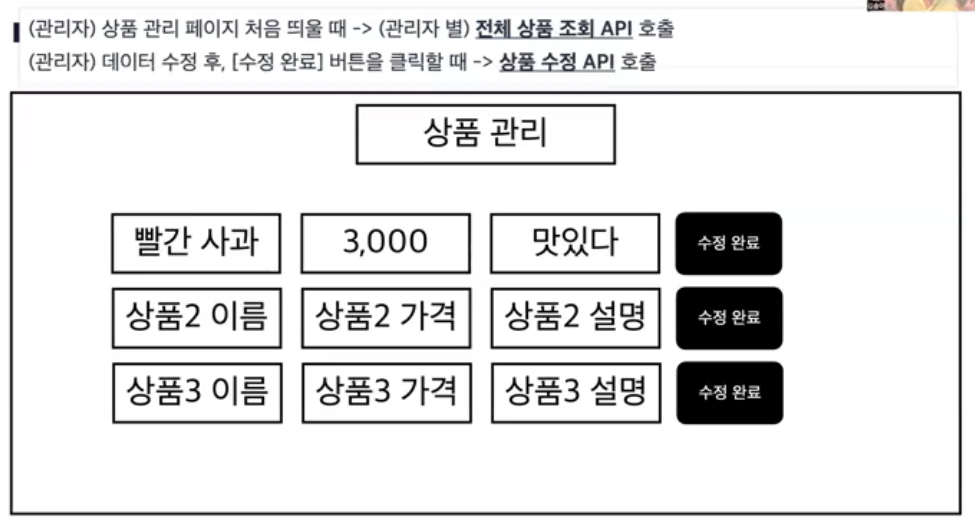 (관리자) 상품 관리 페이지 처음 띄울 때 -> (관리자 별) 전체 상품 조회 API 호출
(관리자) 데이터 수정 후, [수정 완료] 버튼을 클릭할 때 -> 상품 수정 API 호출
상품 관리
빨간 사과 3,000 맛있다 수정 완료
상품2 이름 상품2 가격 상품2 설명 수정 완료
상품3 이름 상품3 가격 상품3 설명 수정 완료